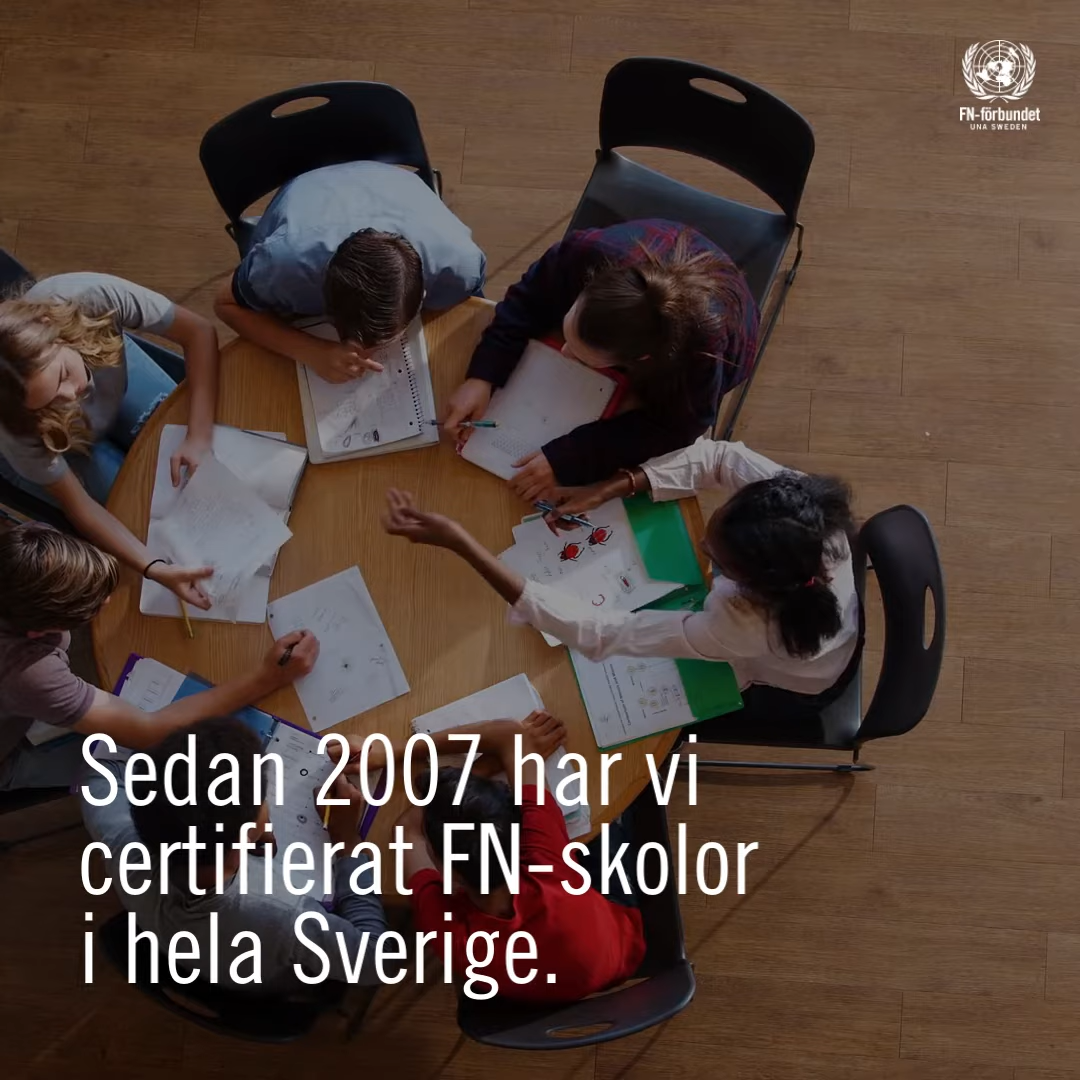 FN-förbundet
UNA SWEDEN
Sedan 2007 har vi
certifierat FN-skolor
i hela Sverige.